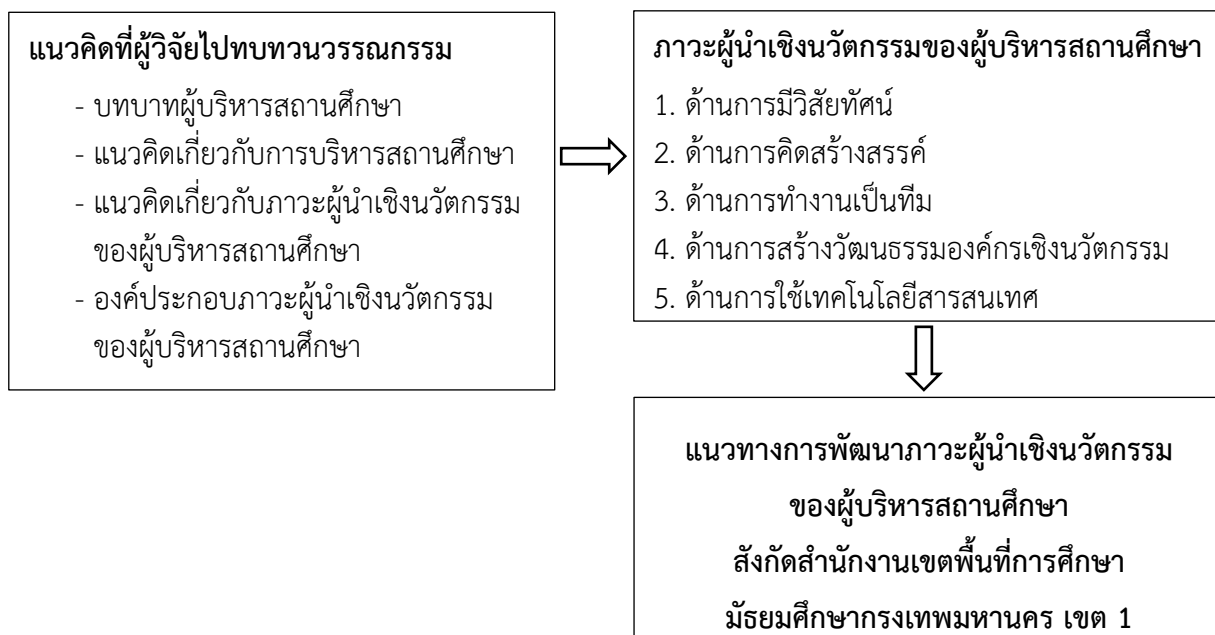 แนวคิดที่ผู้วิจัยไปทบทวนวรรณกรรม
- บทบาทผู้บริหารสถานศึกษา
- แนวคิดเกี่ยวกับการบริหารสถานศึกษา
- แนวคิดเกี่ยวกับภาวะผู้นำเชิงนวัตกรรม
ของผู้บริหารสถานศึกษา
- องค์ประกอบภาวะผู้นำเชิงนวัตกรรม
ของผู้บริหารสถานศึกษา
ภาวะผู้นำเชิงนวัตกรรมของผู้บริหารสถานศึกษา
1. ด้านการมีวิสัยทัศน์
2. ด้านการคิดสร้างสรรค์
3. ด้านการทำงานเป็นทีม
4. ด้านการสร้างวัฒนธรรมองค์กรเชิงนวัตกรรม
5. ด้านการใช้เทคโนโลยีสารสนเทศ
แนวทางการพัฒนาภาวะผู้นำเชิงนวัตกรรม
ของผู้บริหารสถานศึกษา
สังกัดสำนักงานเขตพื้นที่การศึกษา
มัธยมศึกษากรุงเทพมหานคร เขต 1